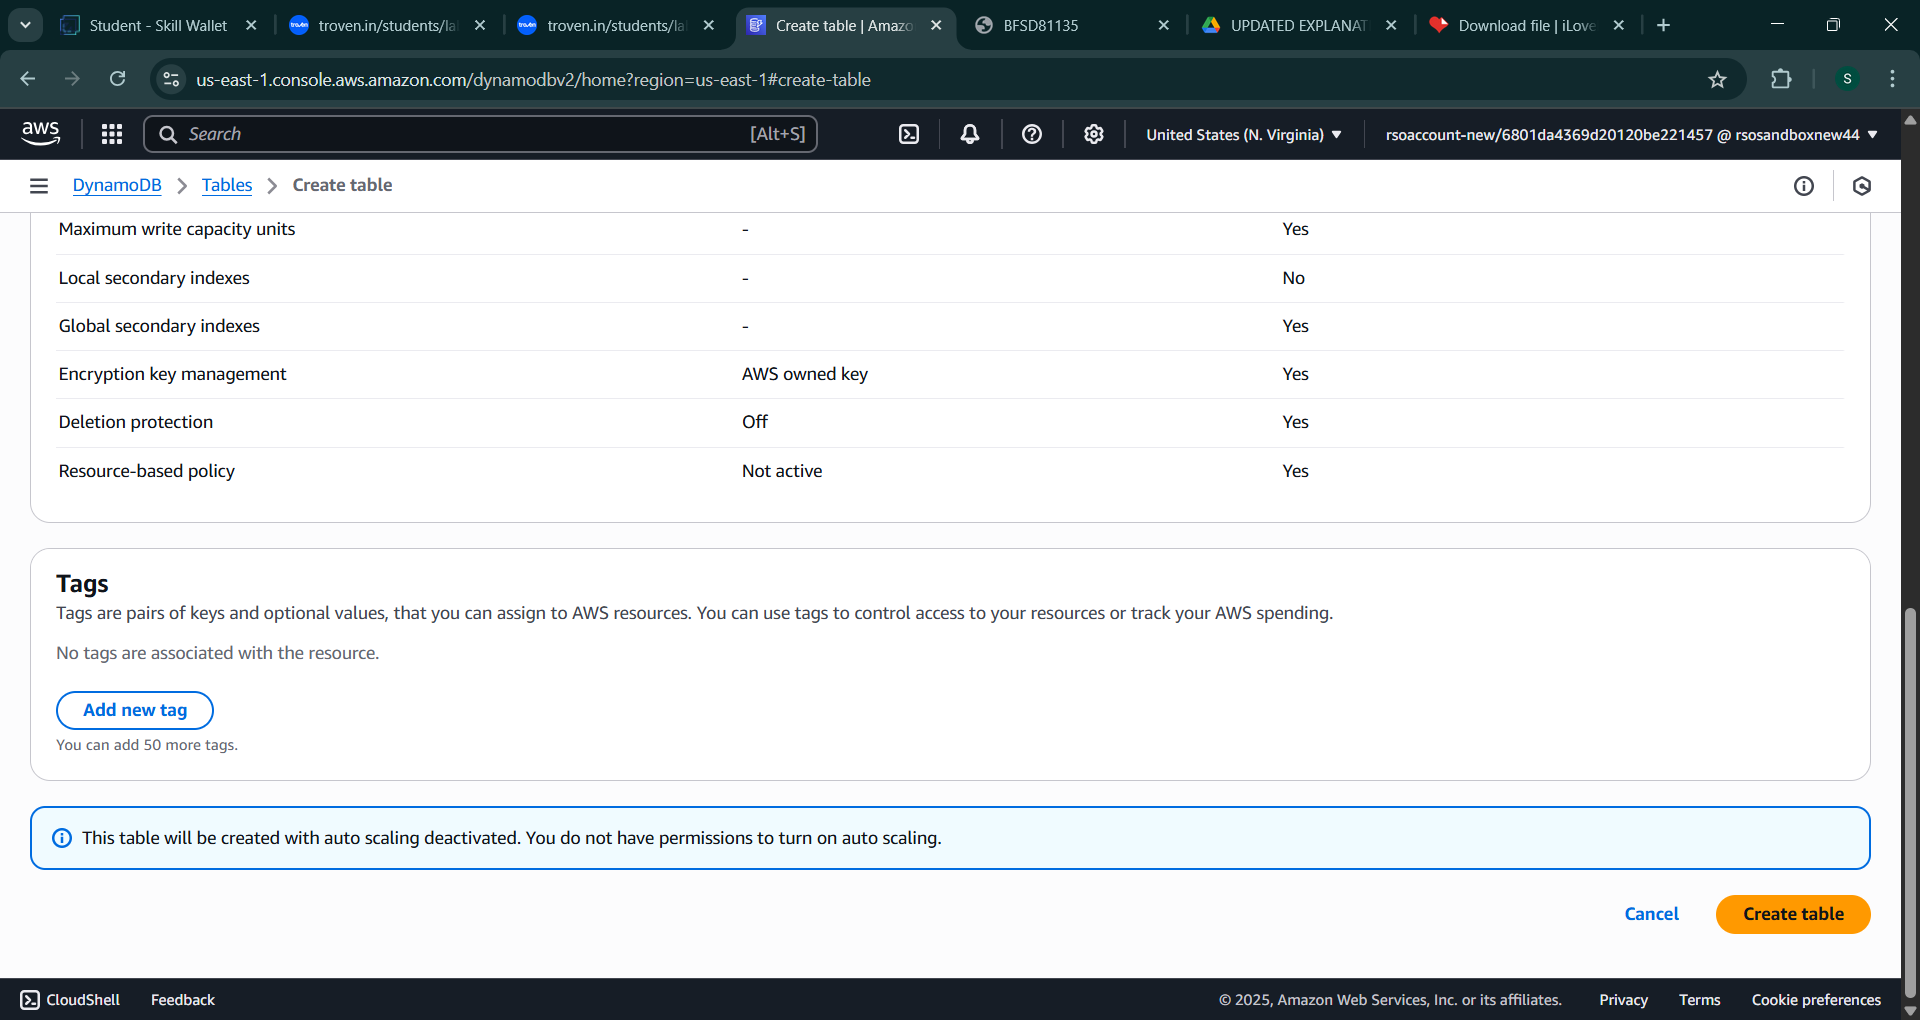 Student - Skill Wallet
troven.in/students/la
troven.in/students/la
Create table | Amazo
BFSD81135
UPDATED EXPLANAT
Download file | iLove
us-east-1.console.aws.amazon.com/dynamodbv2/home?region=us-east-1#create-table
S
aws
Search
[Alt+S]
United States (N. Virginia)
rsoaccount-new/6801da4369d20120be221457 @ rsosandboxnew44
DynamoDB
Tables
Create table
Maximum write capacity units - Yes
Local secondary indexes - No
Global secondary indexes - Yes
Encryption key management AWS owned key Yes
Deletion protection Off Yes
Resource-based policy Not active Yes
Tags
Tags are pairs of keys and optional values, that you can assign to AWS resources. You can use tags to control access to your resources or track your AWS spending.
No tags are associated with the resource.
Add new tag
You can add 50 more tags.
This table will be created with auto scaling deactivated. You do not have permissions to turn on auto scaling.
Cancel
Create table
CloudShell
Feedback
© 2025, Amazon Web Services, Inc. or its affiliates.
Privacy
Terms
Cookie preferences